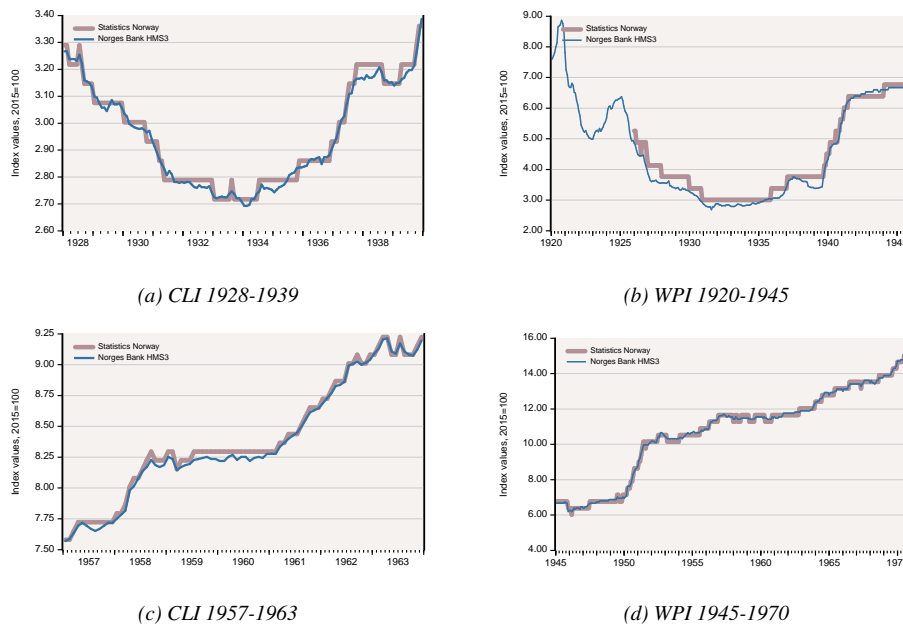 3.40
3.30
3.20
3.10
3.00
2.90
2.80
2.70
2.60
Index values, 2015=100
Statistics Norway
Norges Bank HMS3
1928 1930 1932 1934 1936 1938
(a) CLI 1928-1939
9.00
8.00
7.00
6.00
5.00
4.00
3.00
2.00
Index values, 2015=100
Statistics Norway
Norges Bank HMS3
1920 1925 1930 1935 1940 1945
(b) WPI 1920-1945
9.25
9.00
8.75
8.50
8.25
8.00
7.75
7.50
Index values, 2015=100
Statistics Norway
Norges Bank HMS3
1957 1958 1959 1960 1961 1962 1963
(c) CLI 1957-1963
16.00
14.00
12.00
10.00
8.00
6.00
4.00
Index values, 2015=100
Statistics Norway
Norges Bank HMS3
1945 1950 1955 1960 1965 1970
(d) WPI 1945-1970